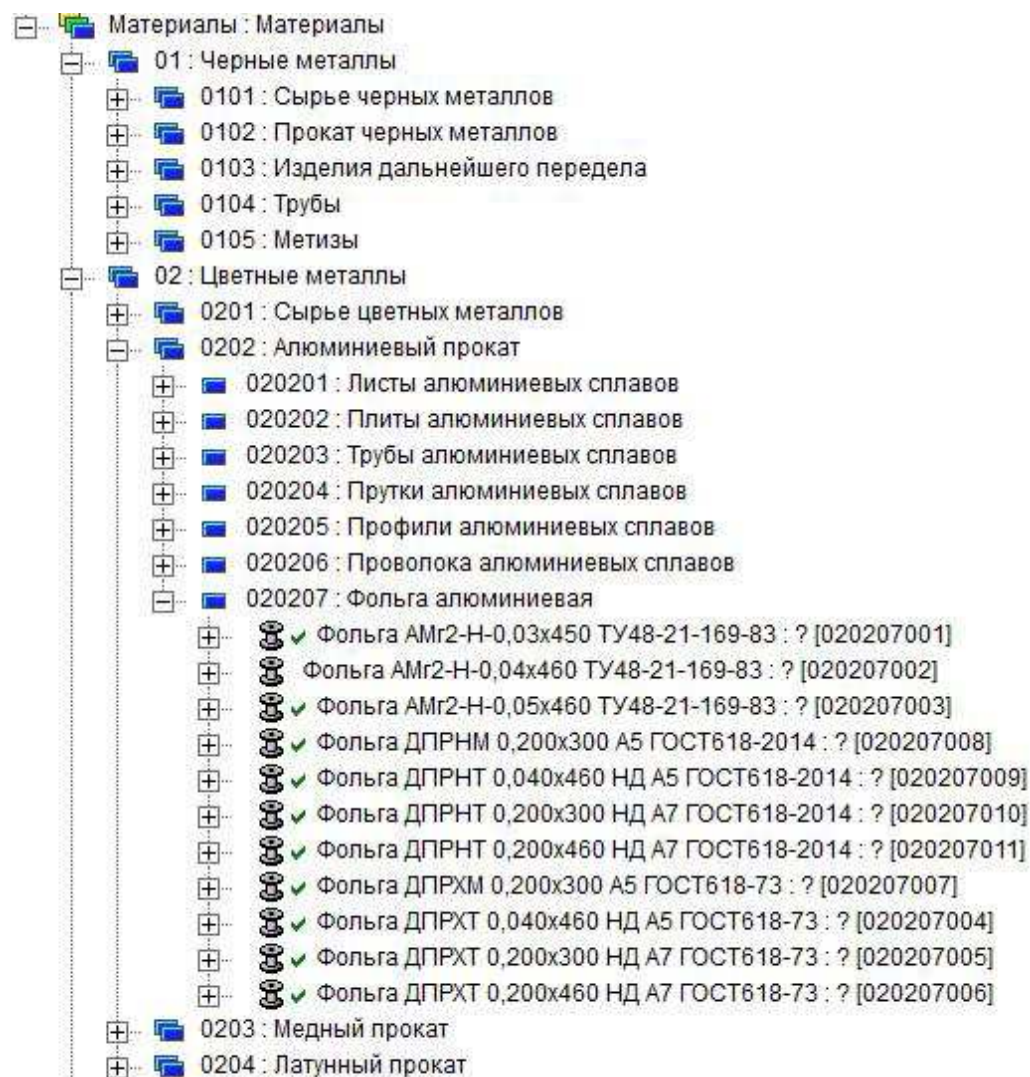 Материалы : Материалы
01 : Черные металлы
0101 : Сырье черных металлов
0102 : Прокат черных металлов
0103 : Изделия дальнейшего передела
0104 : Трубы
0105 : Метизы
02 : Цветные металлы
0201 : Сырье цветных металлов
0202 : Алюминиевый прокат
020201 : Листы алюминиевых сплавов
020202 : Плиты алюминиевых сплавов
020203 : Трубы алюминиевых сплавов
020204 : Прутки алюминиевых сплавов
020205 : Профили алюминиевых сплавов
020206 : Проволока алюминиевых сплавов
020207 : Фольга алюминиевая
Фольга АМг2-Н-0,03х450 ТУ48-21-169-83 : ? [020207001]
Фольга АМг2-Н-0,04х460 ТУ48-21-169-83 : ? [020207002]
Фольга АМг2-Н-0,05х460 ТУ48-21-169-83 : ? [020207003]
Фольга ДПРНМ 0,200х300 А5 ГОСТ618-2014 : ? [020207008]
Фольга ДПРНТ 0,040х460 НД А5 ГОСТ618-2014 : ? [020207009]
Фольга ДПРНТ 0,200х300 НД А7 ГОСТ618-2014 : ? [020207010]
Фольга ДПРНТ 0,200х460 НД А7 ГОСТ618-2014 : ? [020207011]
Фольга ДПРХМ 0,200х300 А5 ГОСТ618-73 : ? [020207007]
Фольга ДПРХТ 0,040х460 НД А5 ГОСТ618-73 : ? [020207004]
Фольга ДПРХТ 0,200х300 НД А7 ГОСТ618-73 : ? [020207005]
Фольга ДПРХТ 0,200х460 НД А7 ГОСТ618-73 : ? [020207006]
0203 : Медный прокат
0204 : Латунный прокат